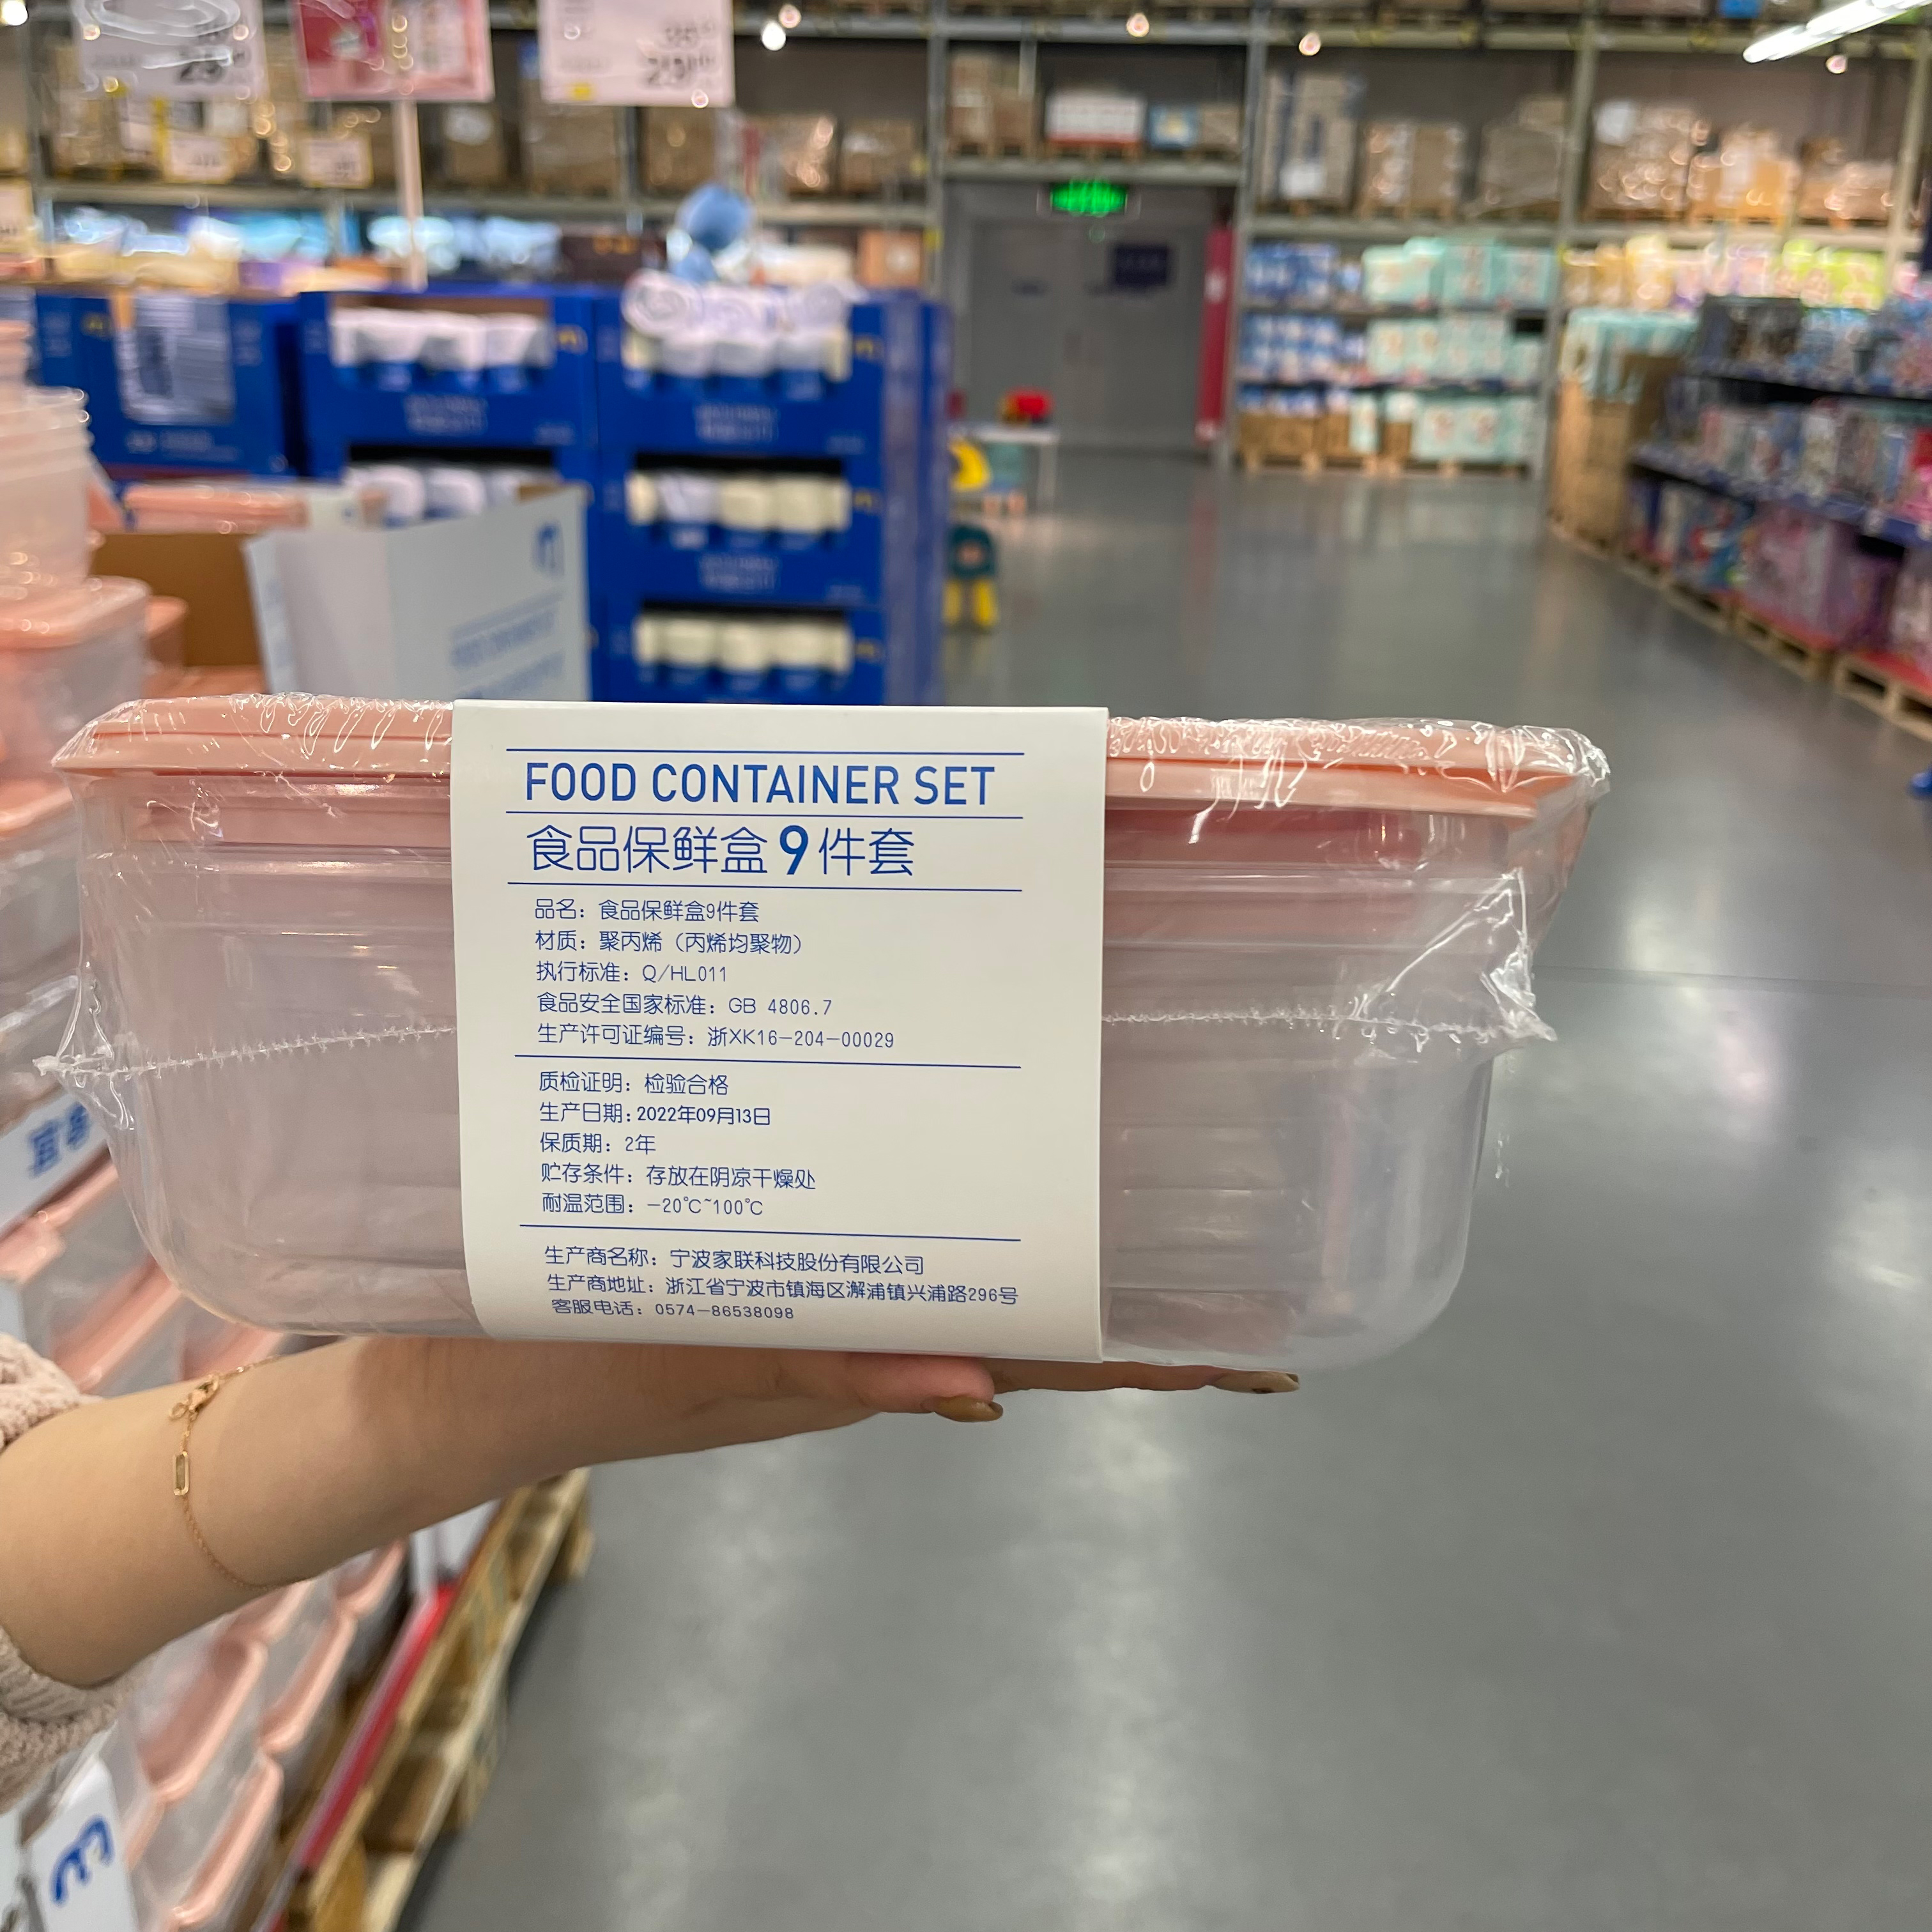 FOOD CONTAINER SET
食品保鲜盒9件套
品名：食品保鲜盒9件套
材质：聚丙烯（丙烯均聚物）
执行标准：Q/HL011
食品安全国家标准：GB 4806.7
生产许可证编号：浙XK16-204-00029
质检证明：检验合格
生产日期：2022年09月13日
保质期：2年
贮存条件：存放在阴凉干燥处
耐温范围：-20℃~100℃
生产商名称：宁波家联科技股份有限公司
生产商地址：浙江省宁波市镇海区澥浦镇兴浦路296号
客服电话：0574-86538098